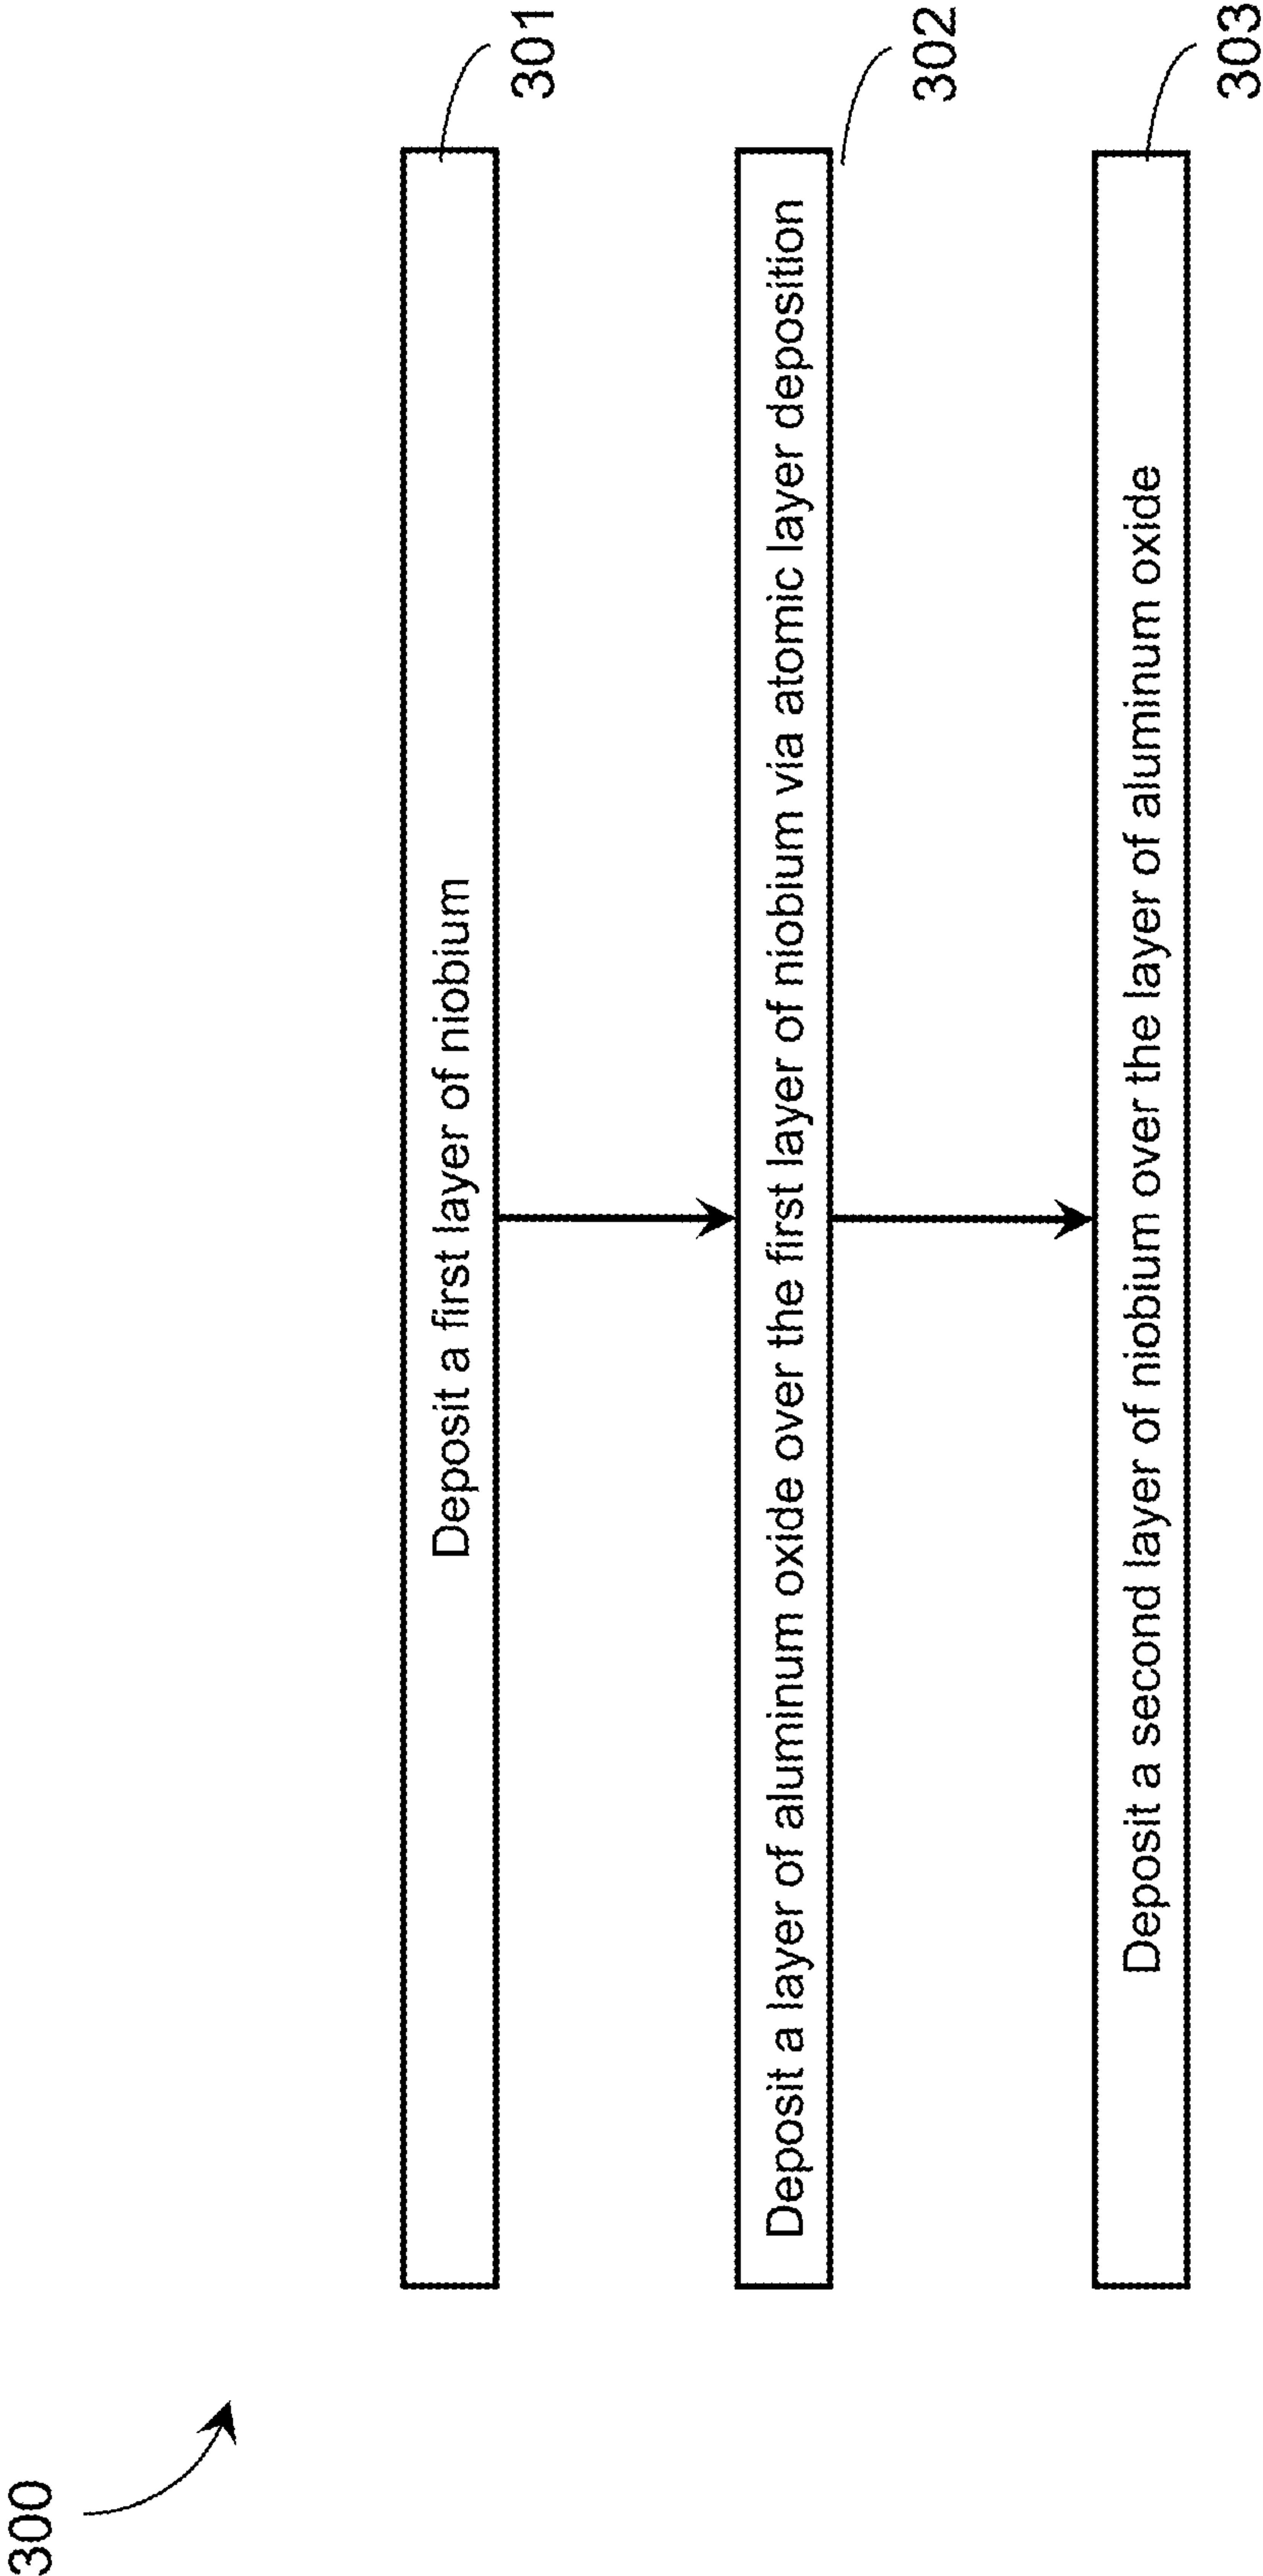 300
Deposit a first layer of niobium
301
Deposit a layer of aluminum oxide over the first layer of niobium via atomic layer deposition
302
Deposit a second layer of niobium over the layer of aluminum oxide
303